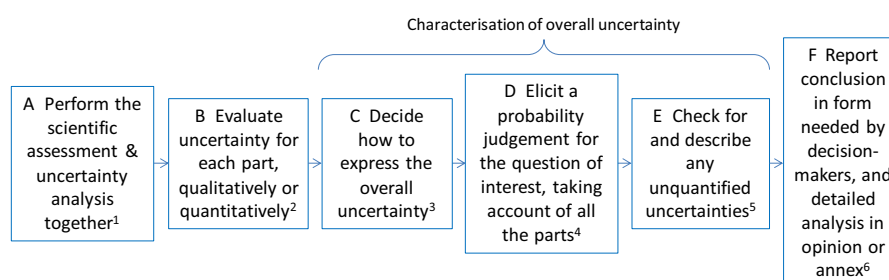 Characterisation of overall uncertainty
A Perform the
scientific
assessment &
uncertainty
analysis
together¹
B Evaluate
uncertainty for
each part,
qualitatively or
quantitatively²
C Decide
how to
express the
overall
uncertainty³
D Elicit a
probability
judgement for
the question of
interest, taking
account of all
the parts⁴
E Check for
and describe
any
unquantified
uncertainties⁵
F Report
conclusion
in form
needed by
decision-
makers, and
detailed
analysis in
opinion or
annex⁶